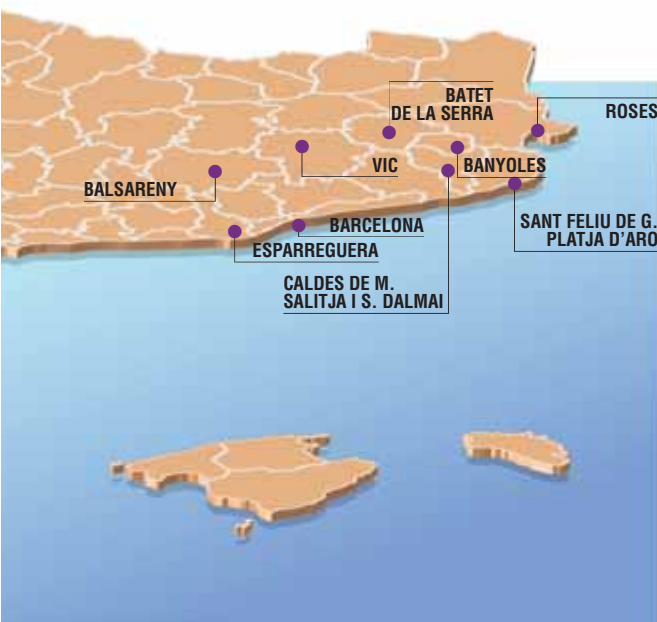 BATET
DE LA SERRA
ROSES
VIC
BANYOLES
BALSARENY
BARCELONA
ESPARREGUERA
SANT FELIU DE G.
PLATJA D'ARO
CALDES DE M.
SALITJA I S. DALMAI